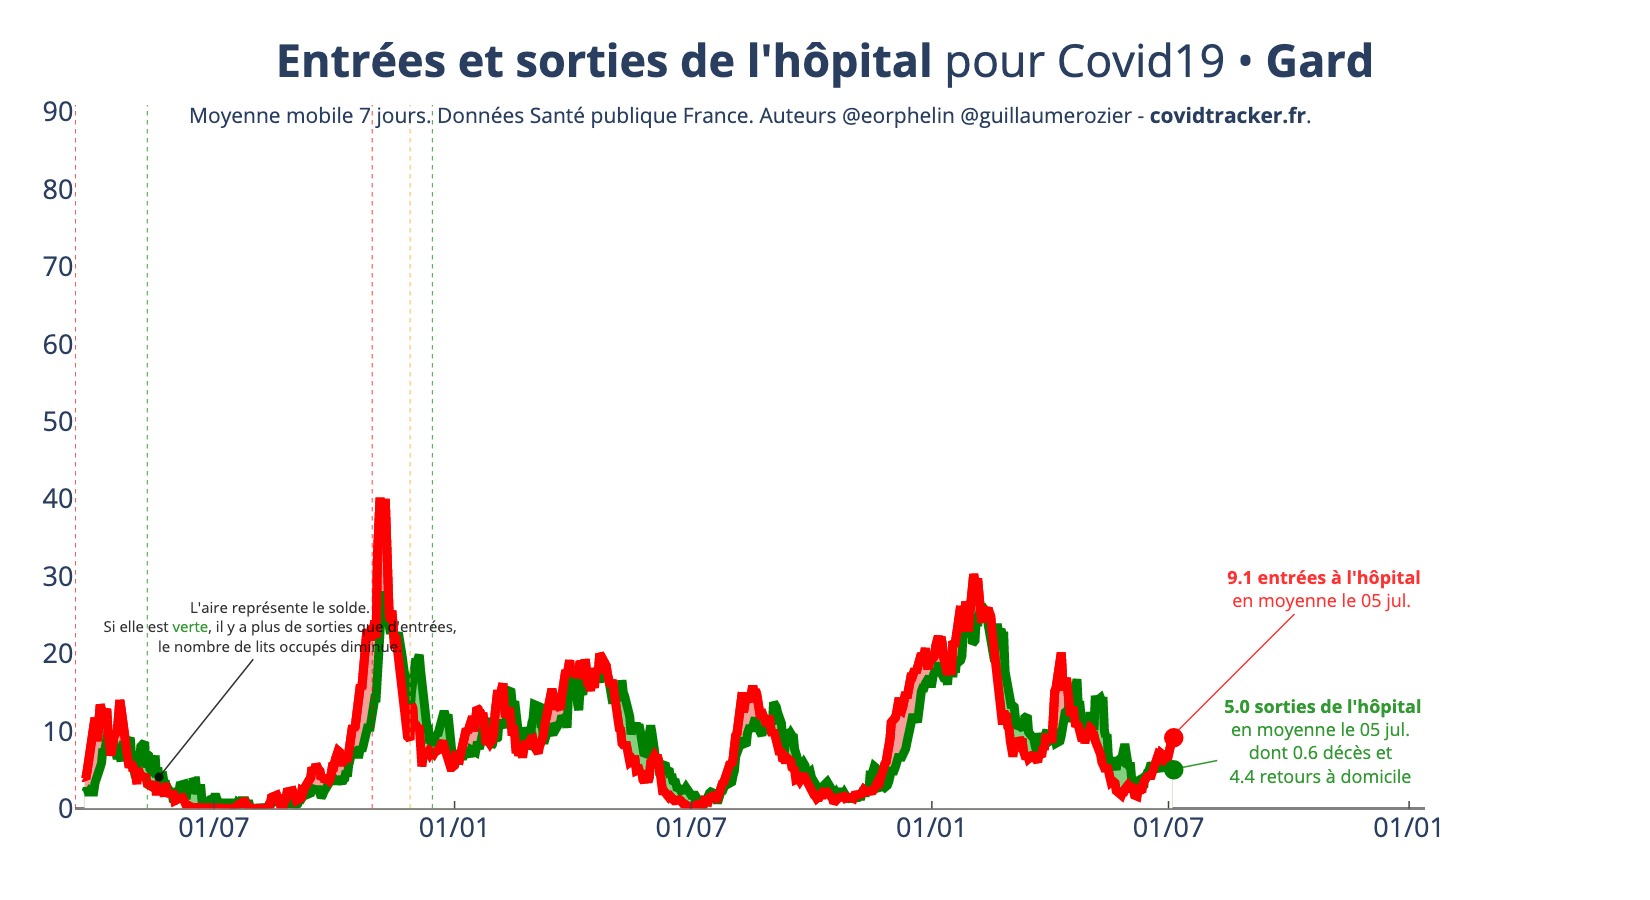 Entrées et sorties de l'hôpital pour Covid19 • Gard
Moyenne mobile 7 jours. Données Santé publique France. Auteurs @eorphelin @guillaumerozier - covidtracker.fr.
90
80
70
60
50
40
30
20
10
0
L'aire représente le solde.
Si elle est verte, il y a plus de sorties que d'entrées,
le nombre de lits occupés diminue.
9.1 entrées à l'hôpital
en moyenne le 05 jul.
5.0 sorties de l'hôpital
en moyenne le 05 jul.
dont 0.6 décès et
4.4 retours à domicile
01/07
01/01
01/07
01/01
01/07
01/01